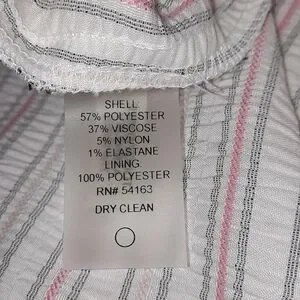 SHELL
57% POLYESTER
37% VISCOSE
5% NYLON
1% ELASTANE
LINING
100% POLYESTER
RN# 54163
DRY CLEAN